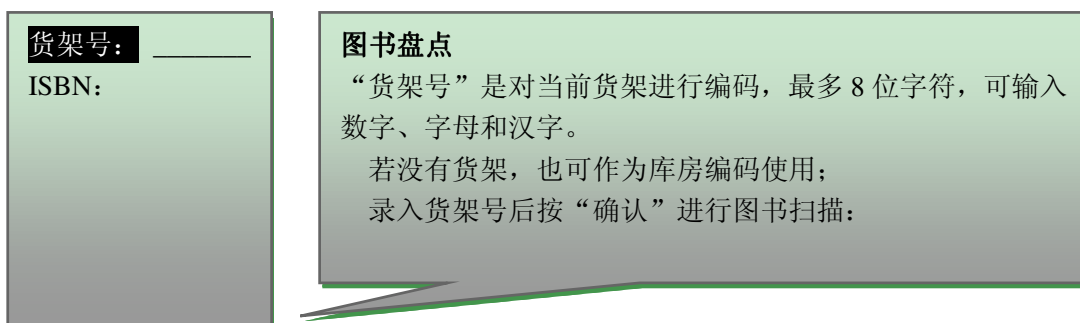 货架号： _______
ISBN：
图书盘点
“货架号”是对当前货架进行编码，最多 8 位字符，可输入
数字、字母和汉字。
若没有货架，也可作为库房编码使用；
录入货架号后按“确认”进行图书扫描：